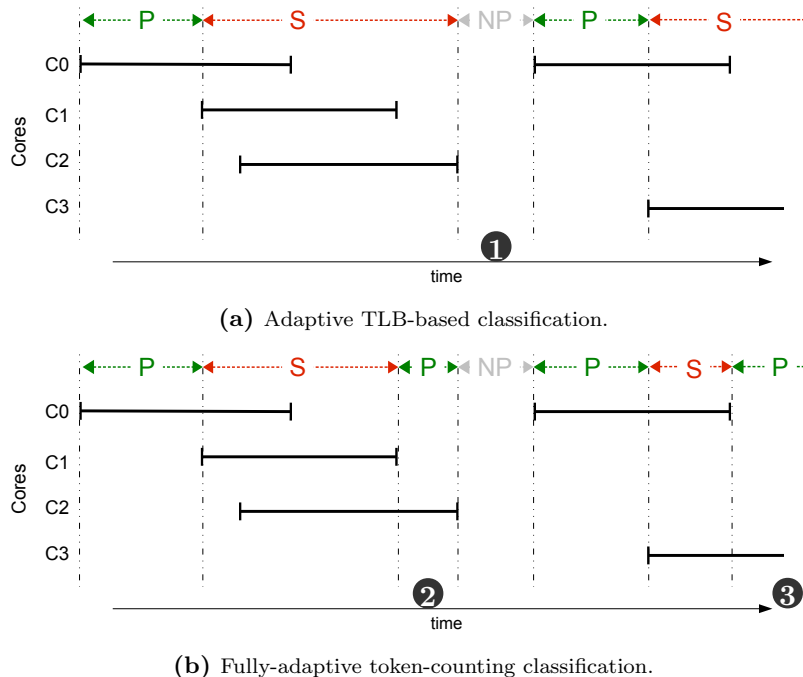 P S NP P S
C0
C1
C2
C3
Cores
1
time
(a) Adaptive TLB-based classification.
P S P NP P S P
C0
C1
C2
C3
Cores
2 3
time
(b) Fully-adaptive token-counting classification.